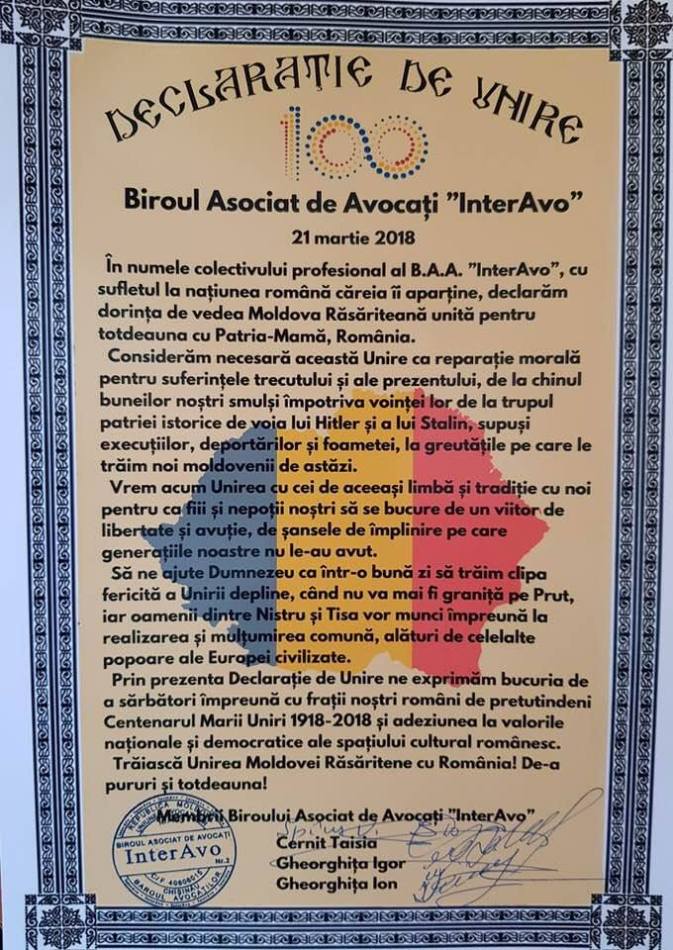 DECLARAȚIE DE UNIRE
100
Biroul Asociat de Avocați ”InterAvo”
21 martie 2018
În numele colectivului profesional al B.A.A. ”InterAvo”, cu
sufletul la națiunea română căreia îi aparține, declarăm
dorința de vedea Moldova Răsăriteană unită pentru
totdeauna cu Patria-Mamă, România.
Considerăm necesară această Unire ca reparație morală
pentru suferințele trecutului și ale prezentului, de la chinul
buneilor noștri smulși împotriva voinței lor de la trupul
patriei istorice de voia lui Hitler și a lui Stalin, supuși
execuțiilor, deportărilor și foametei, la greutățile pe care le
trăim noi moldovenii de astăzi.
Vrem acum Unirea cu cei de aceeași limbă și tradiție cu noi
pentru ca fiii și nepoții noștri să se bucure de un viitor de
libertate și avuție, de șansele de împlinire pe care
generațiile noastre nu le-au avut.
Să ne ajute Dumnezeu ca într-o bună zi să trăim clipa
fericită a Unirii depline, când nu va mai fi graniță pe Prut,
iar oamenii dintre Nistru și Tisa vor munci împreună la
realizarea și mulțumirea comună, alături de celelalte
popoare ale Europei civilizate.
Prin prezenta Declarație de Unire ne exprimăm bucuria de
a sărbători împreună cu frații noștri români de pretutindeni
Centenarul Marii Uniri 1918-2018 și adeziunea la valorile
naționale și democratice ale spațiului cultural românesc.
Trăiască Unirea Moldovei Răsăritene cu România! De-a
pururi și totdeauna!
Membrii Biroului Asociat de Avocați ”InterAvo”
Cernit Taisia
Gheorghița Igor
Gheorghița Ion
REPUBLICA MOLDOVA
BIROUL ASOCIAT DE AVOCAȚI
InterAvo
Nr.2
C/F 40606015
CHIȘINĂU
BAROUL AVOCAȚILOR